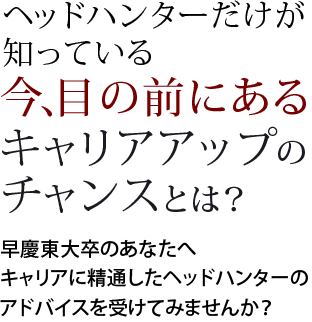 ヘッドハンターだけが
知っている
今、目の前にある
キャリアアップの
チャンスとは？
早慶東大卒のあなたへ
キャリアに精通したヘッドハンターの
アドバイスを受けてみませんか？